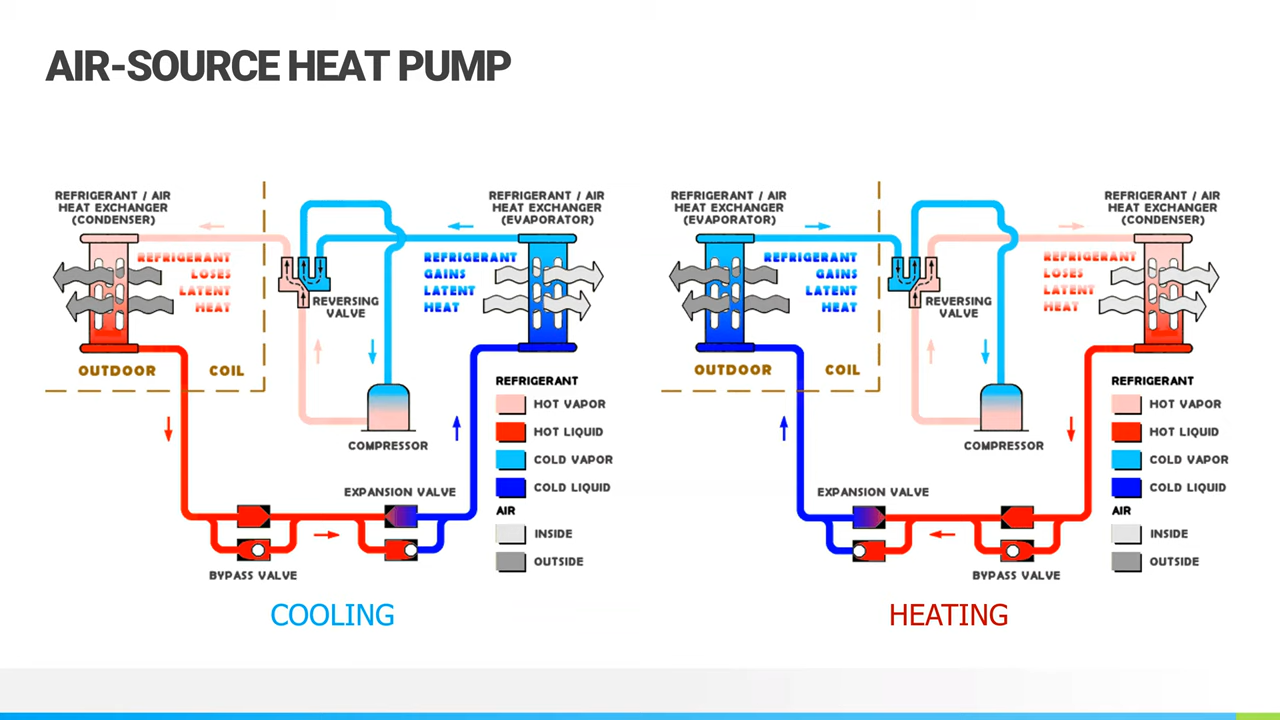 AIR-SOURCE HEAT PUMP
REFRIGERANT / AIR
HEAT EXCHANGER
(CONDENSER)
REFRIGERANT
LOSES
LATENT
HEAT
OUTDOOR COIL
REVERSING
VALVE
COMPRESSOR
REFRIGERANT / AIR
HEAT EXCHANGER
(EVAPORATOR)
REFRIGERANT
GAINS
LATENT
HEAT
EXPANSION VALVE
BYPASS VALVE
REFRIGERANT
HOT VAPOR
HOT LIQUID
COLD VAPOR
COLD LIQUID
AIR
INSIDE
OUTSIDE
COOLING
REFRIGERANT / AIR
HEAT EXCHANGER
(EVAPORATOR)
REFRIGERANT
GAINS
LATENT
HEAT
OUTDOOR COIL
REVERSING
VALVE
COMPRESSOR
REFRIGERANT / AIR
HEAT EXCHANGER
(CONDENSER)
REFRIGERANT
LOSES
LATENT
HEAT
EXPANSION VALVE
BYPASS VALVE
REFRIGERANT
HOT VAPOR
HOT LIQUID
COLD VAPOR
COLD LIQUID
AIR
INSIDE
OUTSIDE
HEATING